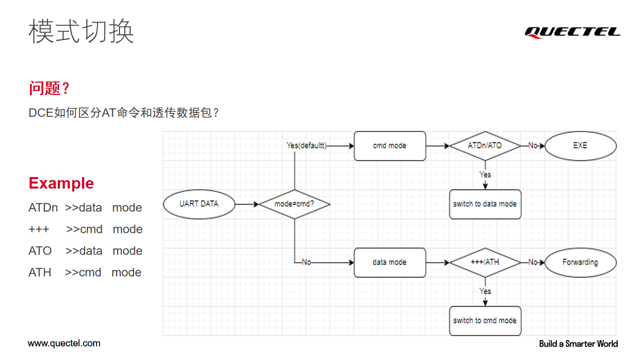 模式切换
QUECTEL
问题?
DCE如何区分AT命令和透传数据包?
Yes(defaultt)
cmd mode
ATDn/ATO
No
EXE
Yes
switch to data mode
UART DATA
mode=cmd?
No
data mode
+++/ATH
No
Forwarding
Yes
switch to cmd mode
Example
ATDn >>data mode
+++ >>cmd mode
ATO >>data mode
ATH >>cmd mode
www.quectel.com
Build a Smarter World